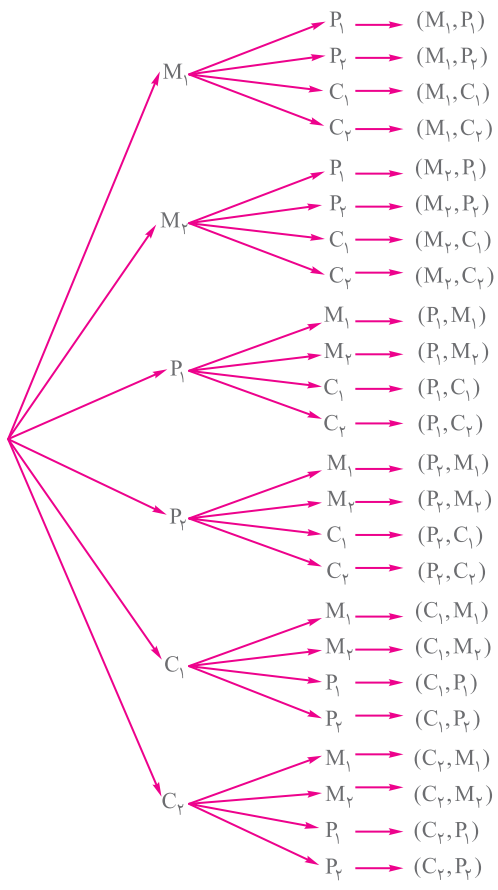 P۱ (M۱,P۱)
P۲ (M۱,P۲)
M۱
C۱ (M۱,C۱)
C۲ (M۱,C۲)
P۱ (M۲,P۱)
P۲ (M۲,P۲)
M۲
C۱ (M۲,C۱)
C۲ (M۲,C۲)
M۱ (P۱,M۱)
M۲ (P۱,M۲)
P۱
C۱ (P۱,C۱)
C۲ (P۱,C۲)
M۱ (P۲,M۱)
M۲ (P۲,M۲)
P۲
C۱ (P۲,C۱)
C۲ (P۲,C۲)
M۱ (C۱,M۱)
M۲ (C۱,M۲)
C۱
P۱ (C۱,P۱)
P۲ (C۱,P۲)
M۱ (C۲,M۱)
M۲ (C۲,M۲)
C۲
P۱ (C۲,P۱)
P۲ (C۲,P۲)